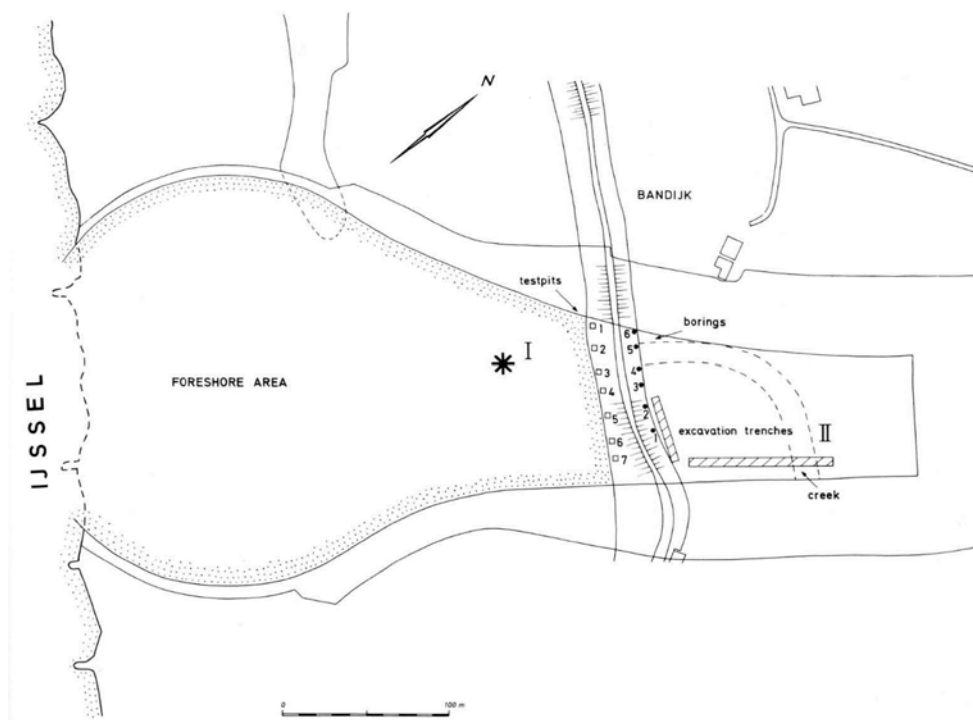 N
BANDIJK
testpits
borings
1
2
3
4
5
6
7
6
5
4
3
2
1
I
FORESHORE AREA
IJSSEL
excavation trenches
II
creek
0
100 m